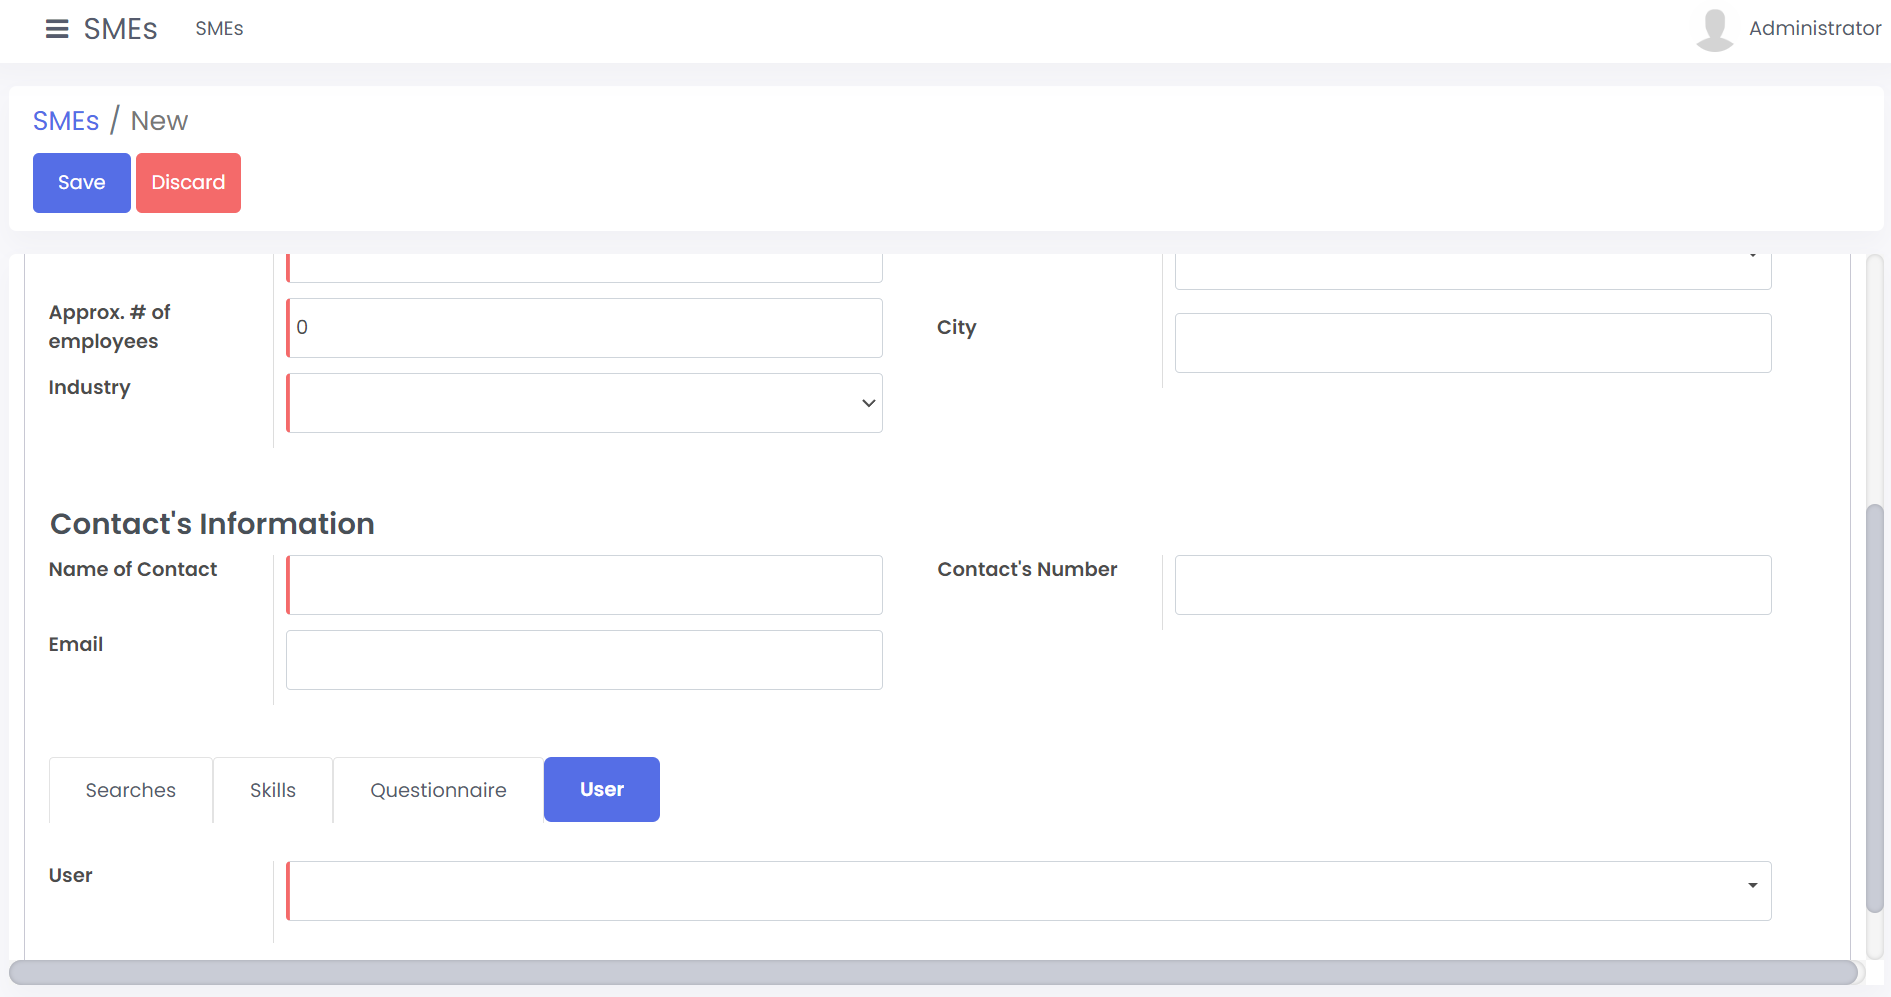 SMEs SMEs Administrator
SMEs / New
Save Discard
Approx. # of
employees
0
City
Industry
Contact's Information
Name of Contact
Contact's Number
Email
Searches Skills Questionnaire User
User